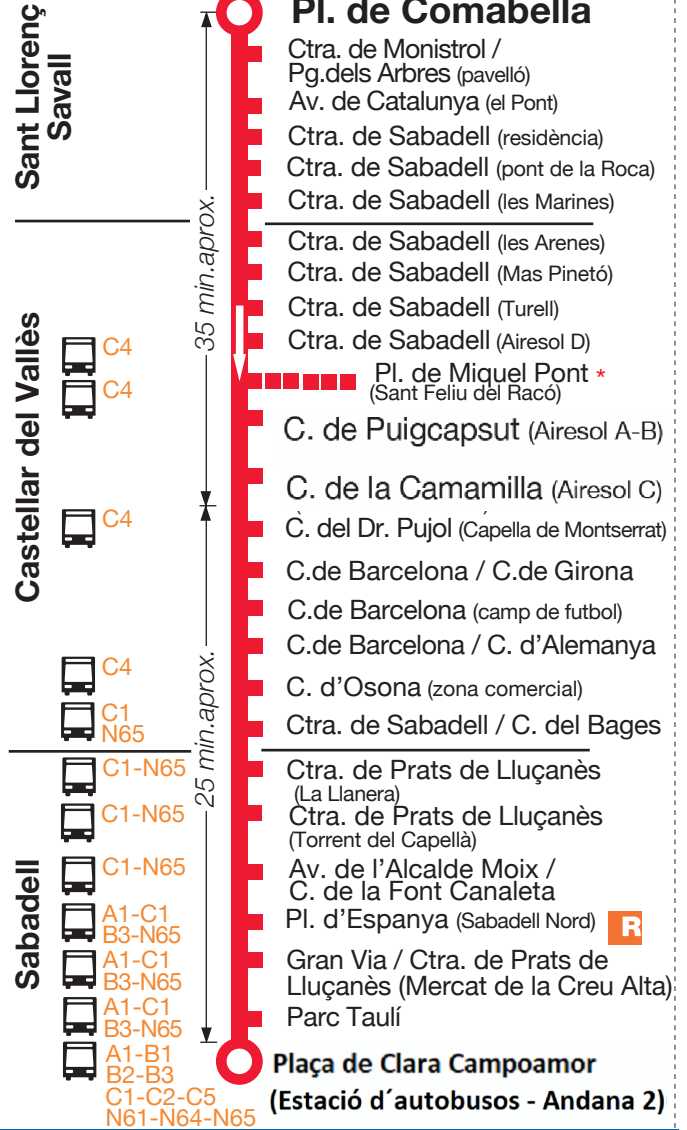 Pl. de Comabella
Sant Llorenç
Savall
Ctra. de Monistrol /
Pg.dels Arbres (pavelló)
Av. de Catalunya (el Pont)
Ctra. de Sabadell (residència)
Ctra. de Sabadell (pont de la Roca)
Ctra. de Sabadell (les Marines)
35 min.aprox.
Castellar del Vallès
Ctra. de Sabadell (les Arenes)
Ctra. de Sabadell (Mas Pinetó)
Ctra. de Sabadell (Turell)
C4 Ctra. de Sabadell (Airesol D)
C4 Pl. de Miquel Pont *
(Sant Feliu del Racó)
C. de Puigcapsut (Airesol A-B)
C. de la Camamilla (Airesol C)
C4 C. del Dr. Pujol (Capella de Montserrat)
C.de Barcelona / C.de Girona
C.de Barcelona (camp de futbol)
C.de Barcelona / C. d'Alemanya
C4 C. d'Osona (zona comercial)
C1
N65 Ctra. de Sabadell / C. del Bages
25 min.aprox.
Sabadell
C1-N65 Ctra. de Prats de Lluçanès
(La Llanera)
C1-N65 Ctra. de Prats de Lluçanès
(Torrent del Capellà)
C1-N65 Av. de l'Alcalde Moix /
C. de la Font Canaleta
A1-C1 Pl. d'Espanya (Sabadell Nord) R
B3-N65
A1-C1 Gran Via / Ctra. de Prats de
B3-N65 Lluçanès (Mercat de la Creu Alta)
A1-C1 Parc Taulí
B3-N65
A1-B1 Plaça de Clara Campoamor
B2-B3
C1-C2-C5 (Estació d´autobusos - Andana 2)
N61-N64-N65